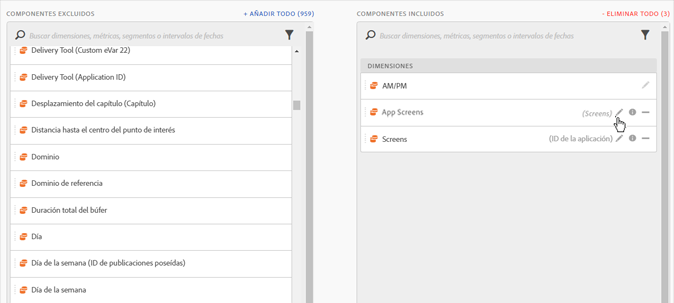 COMPONENTES EXCLUIDOS
+ AÑADIR TODO (959)
Buscar dimensiones, métricas, segmentos o intervalos de fechas
Delivery Tool (Custom eVar 22)
Delivery Tool (Application ID)
Desplazamiento del capítulo (Capítulo)
Distancia hasta el centro del punto de interés
Dominio
Dominio de referencia
Duración total del búfer
Día
Día de la semana (ID de publicaciones poseídas)
Día de la semana
COMPONENTES INCLUIDOS
- ELIMINAR TODO (3)
Buscar dimensiones, métricas, segmentos o intervalos de fechas
DIMENSIONES
AM/PM
App Screens (Screens)
Screens (ID de la aplicación)